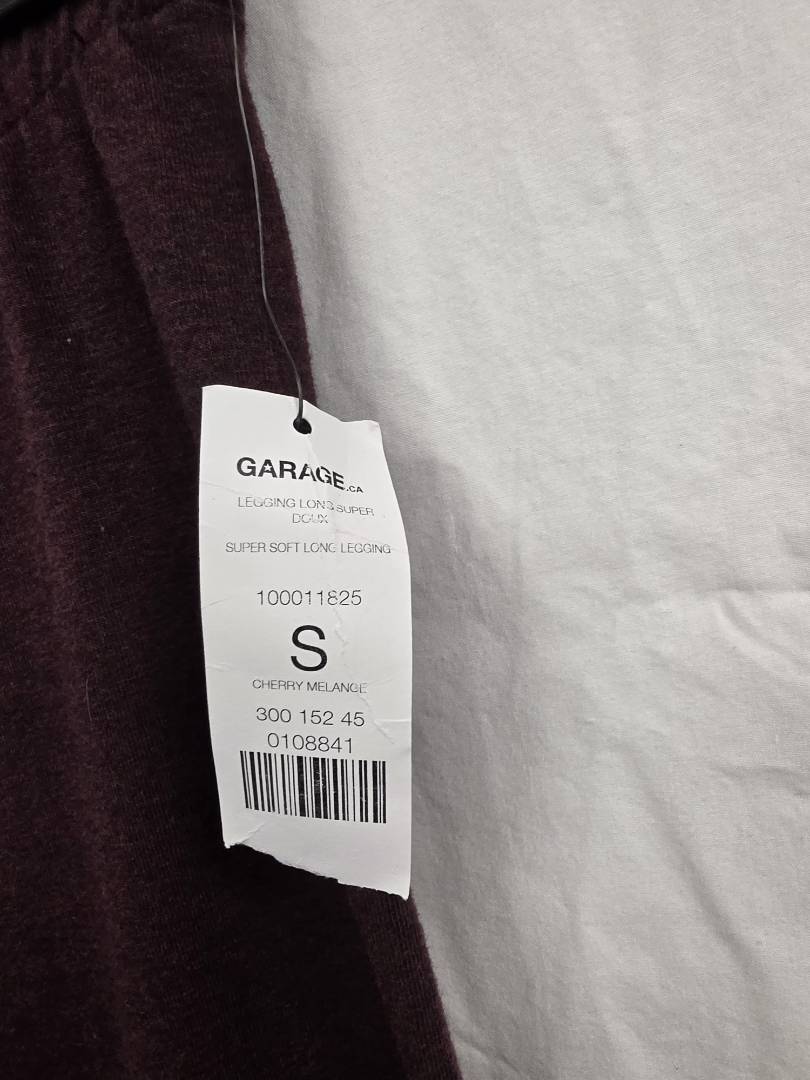 GARAGE.CA
LEGGING LONG SUPER
DOUX
SUPER SOFT LONG LEGGING
100011825
S
CHERRY MELANGE
300 152 45
0108841